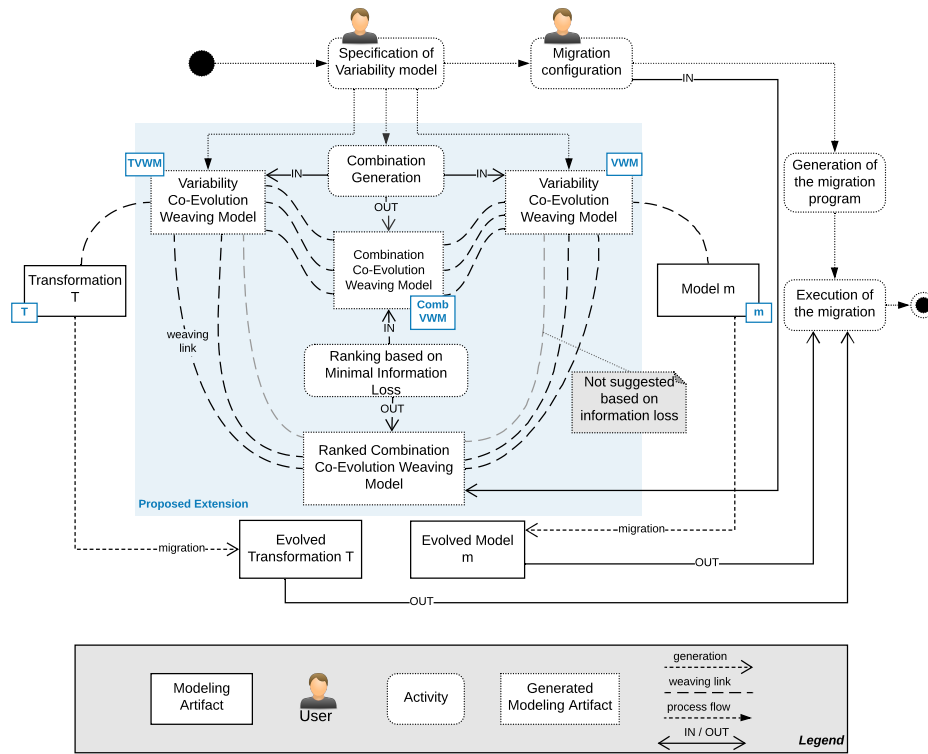 Specification of
Variability model
Migration
configuration
IN
TVWM
VWM
Combination
Generation
IN
IN
Variability
Co-Evolution
Weaving Model
Variability
Co-Evolution
Weaving Model
Generation of
the migration
program
OUT
Combination
Co-Evolution
Weaving Model
Comb
VWM
Transformation
T
T
Model m
m
Execution of
the migration
weaving
link
IN
Ranking based on
Minimal Information
Loss
OUT
Not suggested
based on
information loss
Ranked Combination
Co-Evolution Weaving
Model
Proposed Extension
migration
Evolved
Transformation T
Evolved Model
m
migration
OUT
OUT
Modeling
Artifact
User
Activity
Generated
Modeling Artifact
generation
weaving link
process flow
IN / OUT
Legend